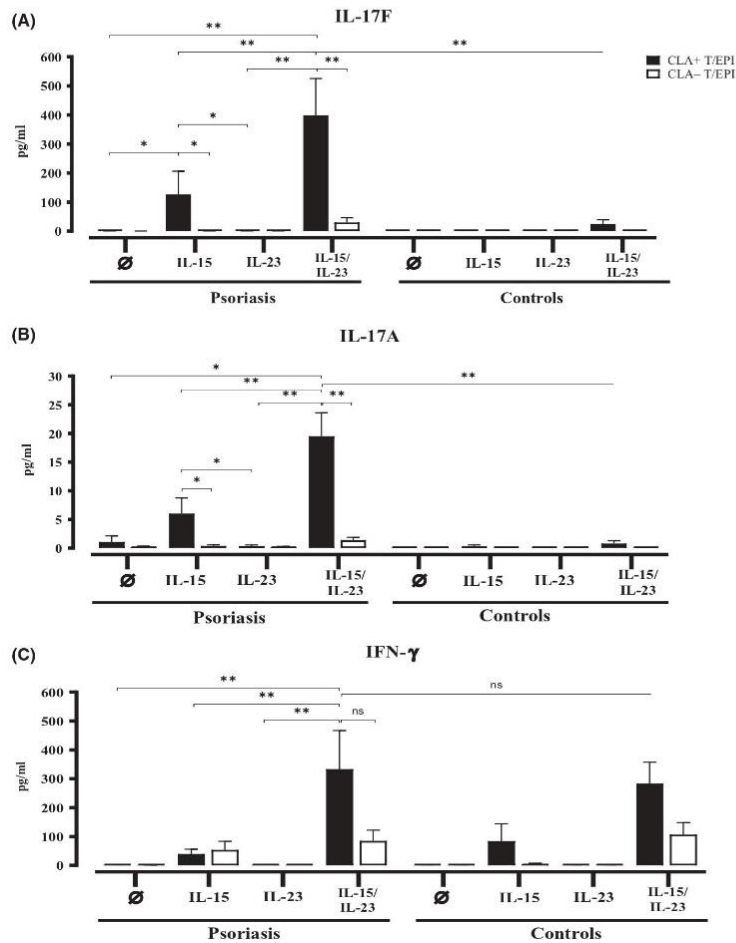 (A)
IL-17F
** 
** **
** **
*
* *
CLA+ T/EPI
CLA− T/EPI
600
500
400
300
200
100
0
pg/ml
Ø IL-15 IL-23 IL-15/ Ø IL-15 IL-23 IL-15/
IL-23 IL-23
Psoriasis Controls
(B)
IL-17A
* **
** 
** **
*
*
30
25
20
15
10
5
0
pg/ml
Ø IL-15 IL-23 IL-15/ Ø IL-15 IL-23 IL-15/
IL-23 IL-23
Psoriasis Controls
(C)
IFN-γ
** ns
**
** ns
600
500
400
300
200
100
0
pg/ml
Ø IL-15 IL-23 IL-15/ Ø IL-15 IL-23 IL-15/
IL-23 IL-23
Psoriasis Controls